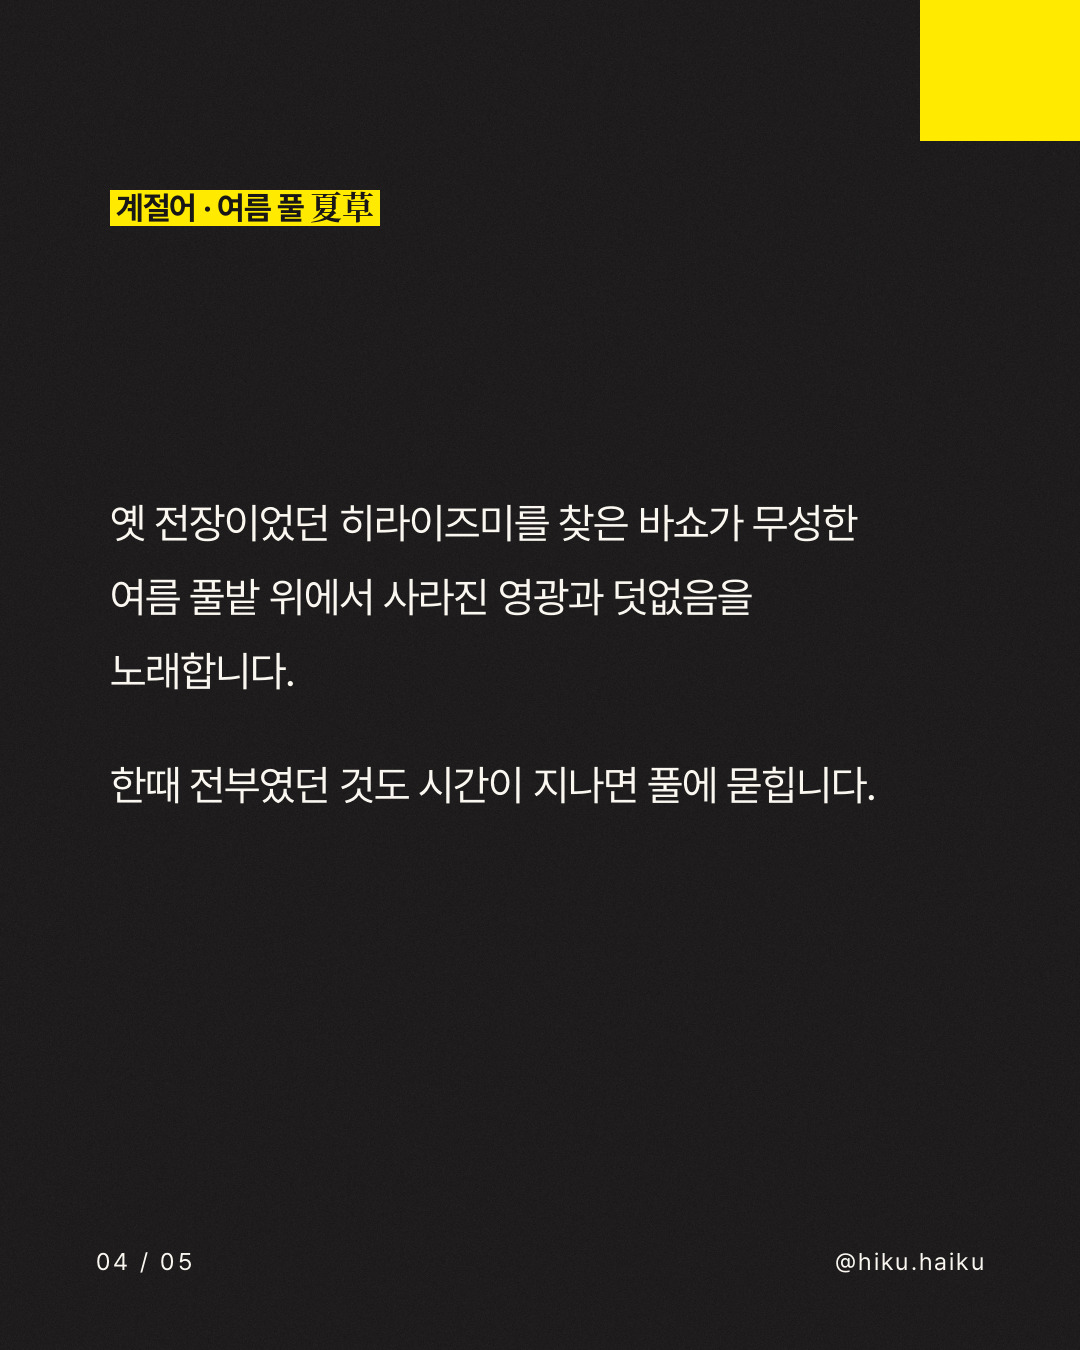 계절어 · 여름 풀 夏草
옛 전장이었던 히라이즈미를 찾은 바쇼가 무성한
여름 풀밭 위에서 사라진 영광과 덧없음을
노래합니다.
한때 전부였던 것도 시간이 지나면 풀에 묻힙니다.
04 / 05
@hiku.haiku